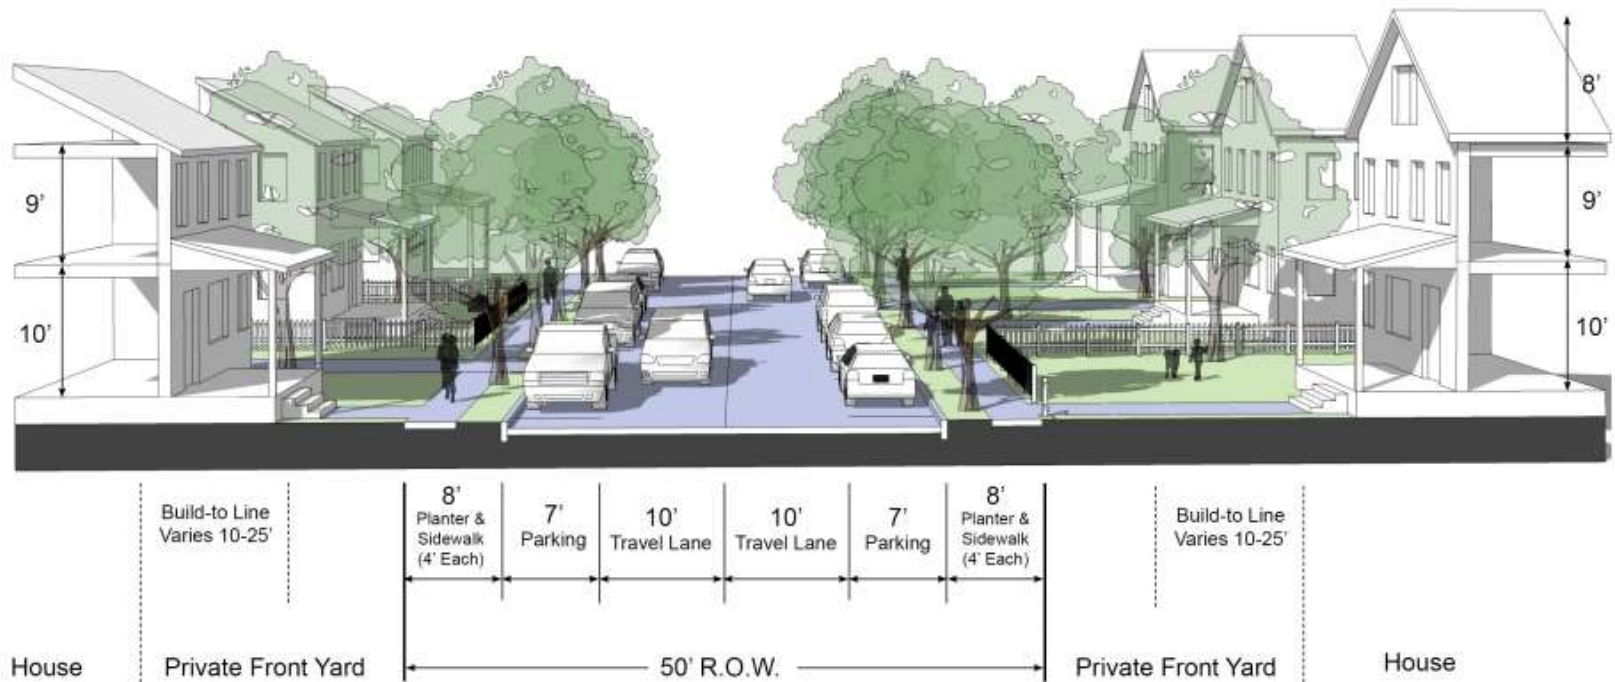 8'
9'
9'
10'
10'
Build-to Line
Varies 10-25'
8'
Planter &
Sidewalk
(4' Each)
7'
Parking
10'
Travel Lane
10'
Travel Lane
7'
Parking
8'
Planter &
Sidewalk
(4' Each)
Build-to Line
Varies 10-25'
House
Private Front Yard
50' R.O.W.
Private Front Yard
House